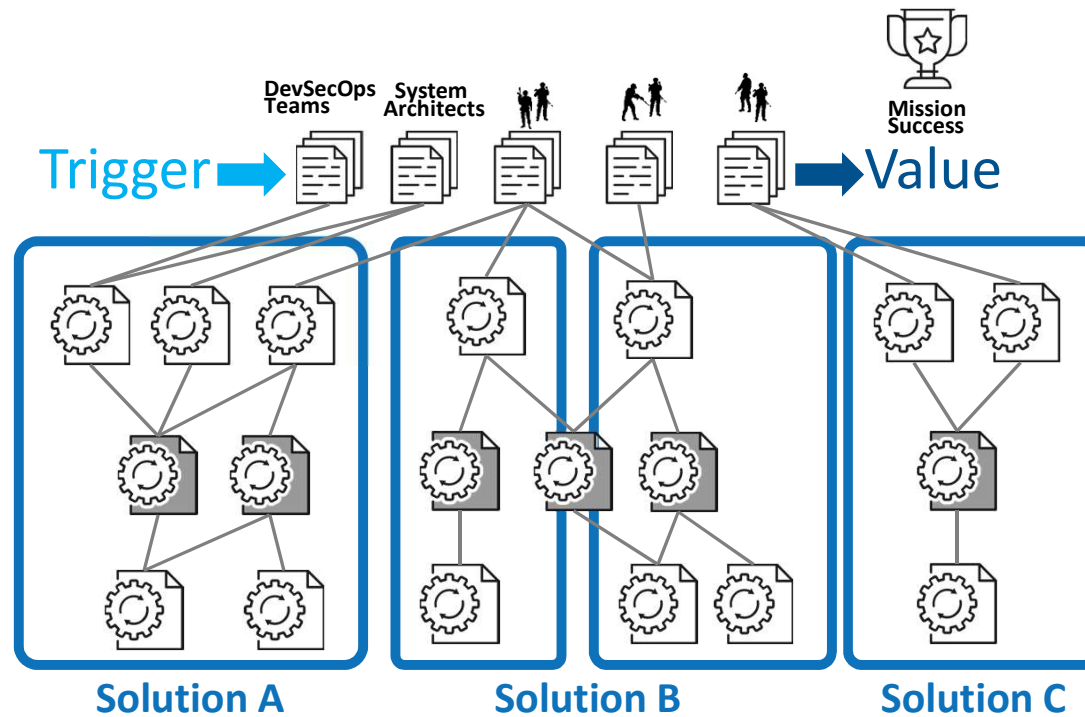 DevSecOps
Teams
System
Architects
Mission
Success
Trigger
Value
Solution A
Solution B
Solution C